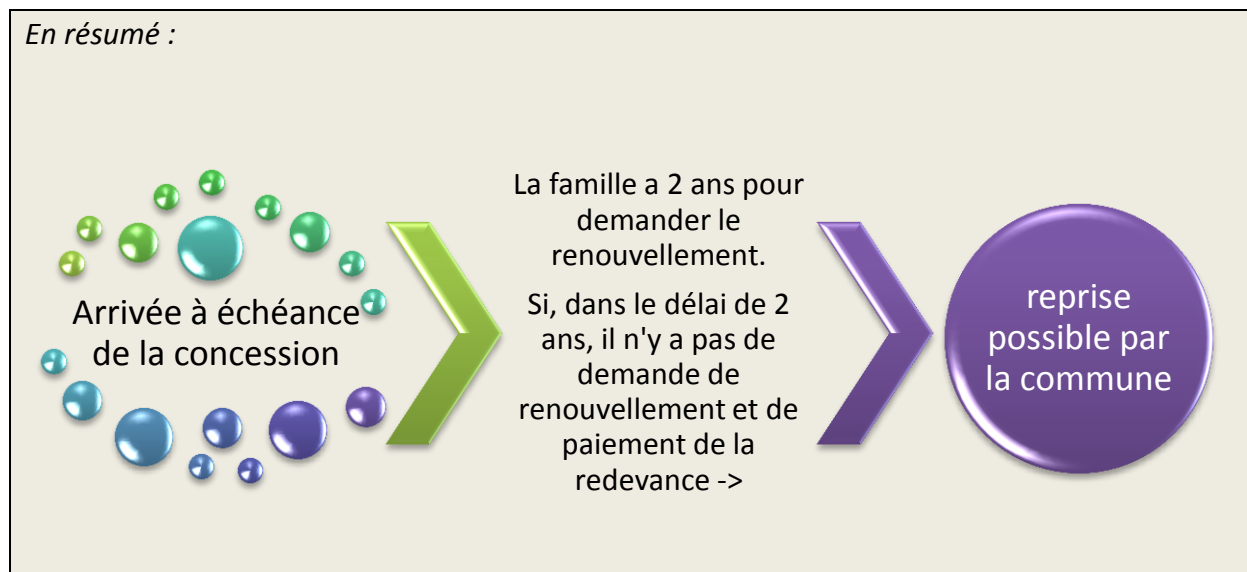 En résumé :
Arrivée à échéance
de la concession
La famille a 2 ans pour
demander le
renouvellement.
Si, dans le délai de 2
ans, il n'y a pas de
demande de
renouvellement et de
paiement de la
redevance ->
reprise
possible par
la commune